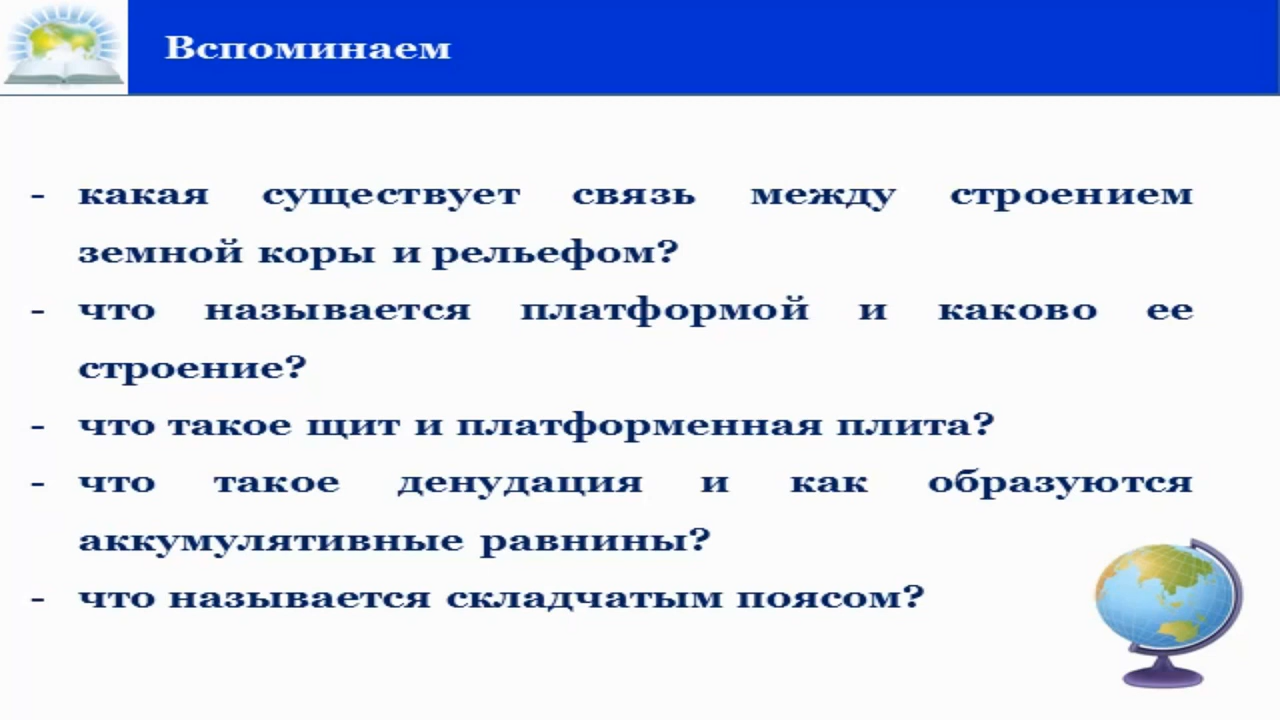 Вспоминаем
- какая существует связь между строением
земной коры и рельефом?
- что называется платформой и каково ее
строение?
- что такое щит и платформенная плита?
- что такое денудация и как образуются
аккумулятивные равнины?
- что называется складчатым поясом?